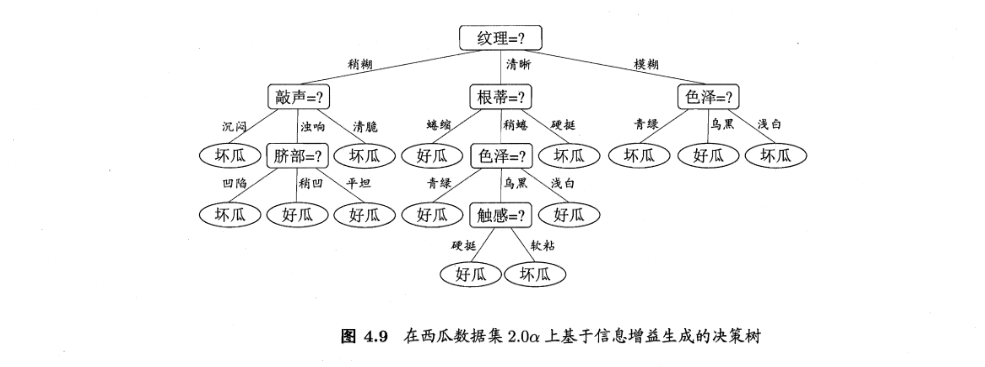 纹理=?
稍糊 清晰 模糊
敲声=? 根蒂=? 色泽=?
沉闷 浊响 清脆 蜷缩 稍蜷 硬挺 青绿 乌黑 浅白
坏瓜 脐部=? 坏瓜 好瓜 色泽=? 坏瓜 坏瓜 好瓜 坏瓜
凹陷 稍凹 平坦 青绿 乌黑 浅白
坏瓜 好瓜 好瓜 好瓜 触感=? 好瓜
硬挺 软粘
好瓜 坏瓜
图 4.9 在西瓜数据集 2.0α 上基于信息增益生成的决策树